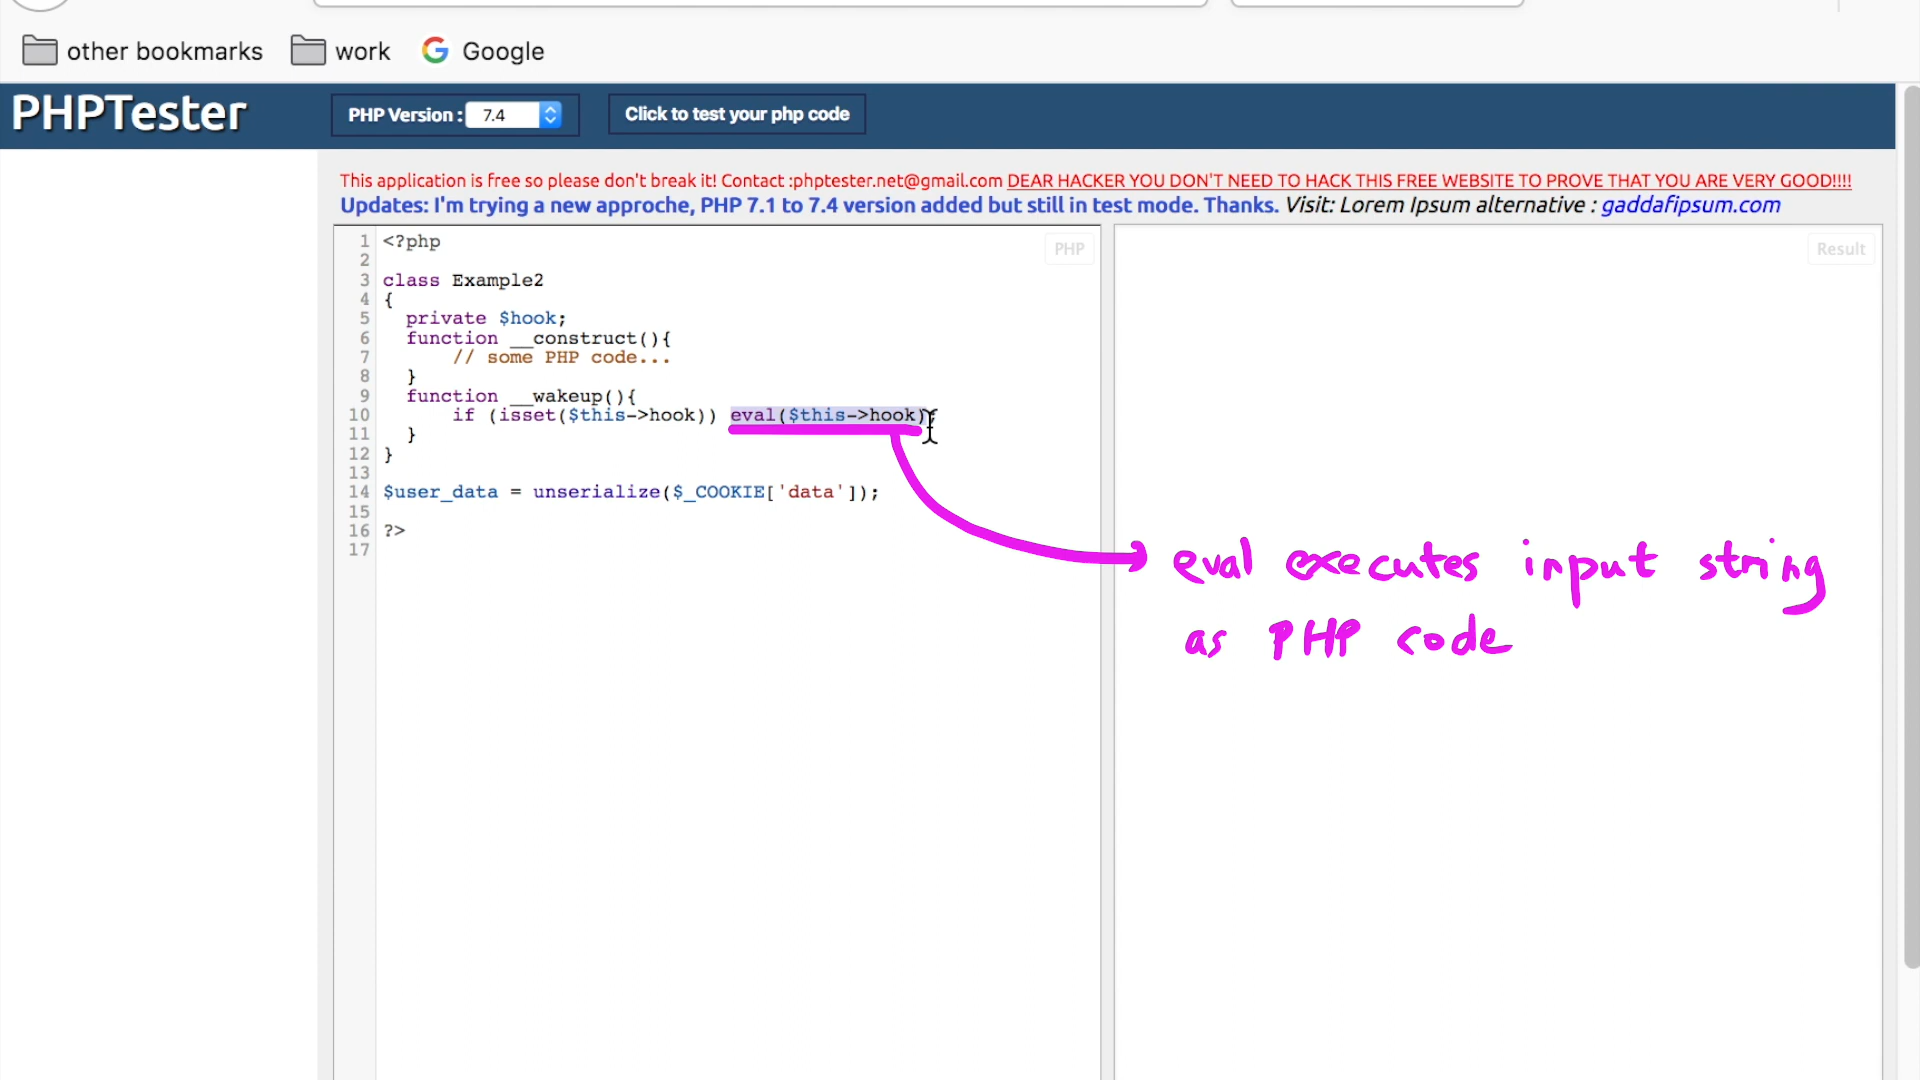 other bookmarks work Google
PHPTester PHP Version : 7.4 Click to test your php code
This application is free so please don't break it! Contact :phptester.net@gmail.com DEAR HACKER YOU DON'T NEED TO HACK THIS FREE WEBSITE TO PROVE THAT YOU ARE VERY GOOD!!!!
Updates: I'm trying a new approche, PHP 7.1 to 7.4 version added but still in test mode. Thanks. Visit: Lorem Ipsum alternative : gaddafipsum.com
PHP
Result
1 <?php
2
3 class Example2
4 {
5   private $hook;
6   function __construct(){
7       // some PHP code...
8   }
9   function __wakeup(){
10       if (isset($this->hook)) eval($this->hook);
11   }
12 }
13
14 $user_data = unserialize($_COOKIE['data']);
15
16 ?>
17
eval executes input string
as PHP code